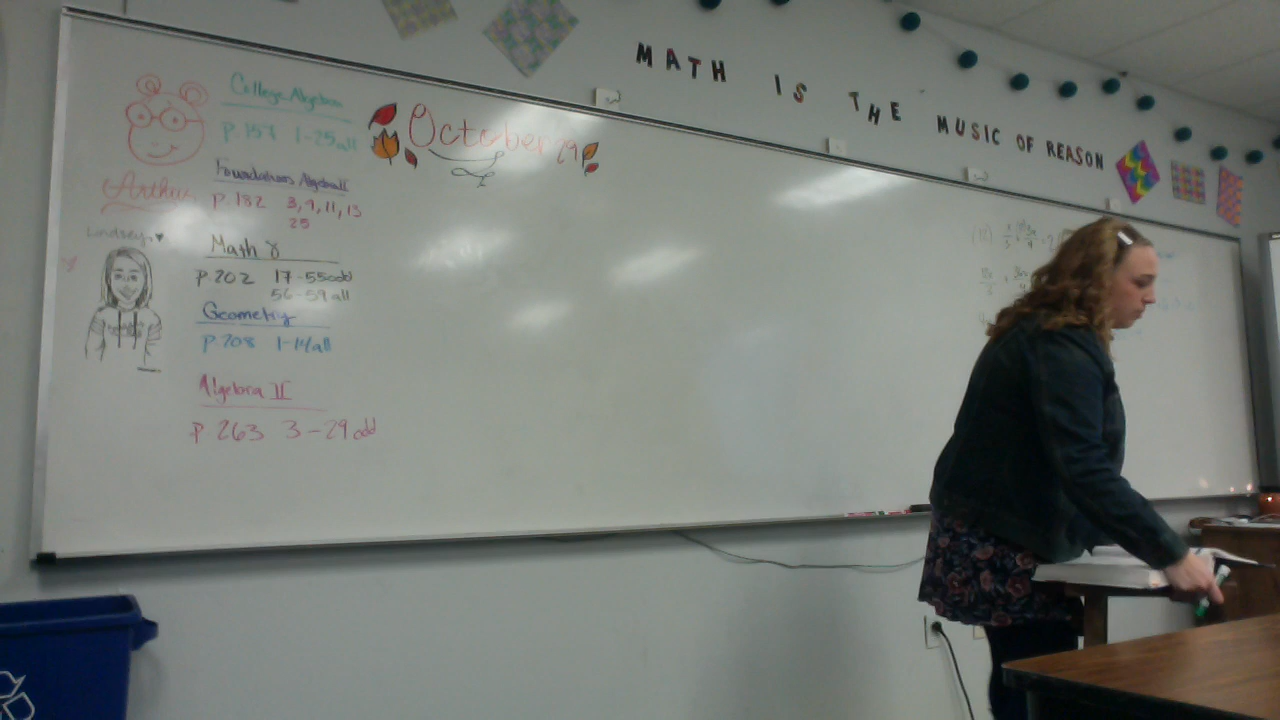 MATH IS THE MUSIC OF REASON
October 29
College Algebra
p. 158 1-25 all
Foundations Algebra II
p. 182 3, 9, 11, 13
25
Arthur
Lindsey ♥
Math 8
p. 202 17-55 odd
56-59 all
Geometry
p. 208 1-14 all
Algebra II
p 263 3-29 odd